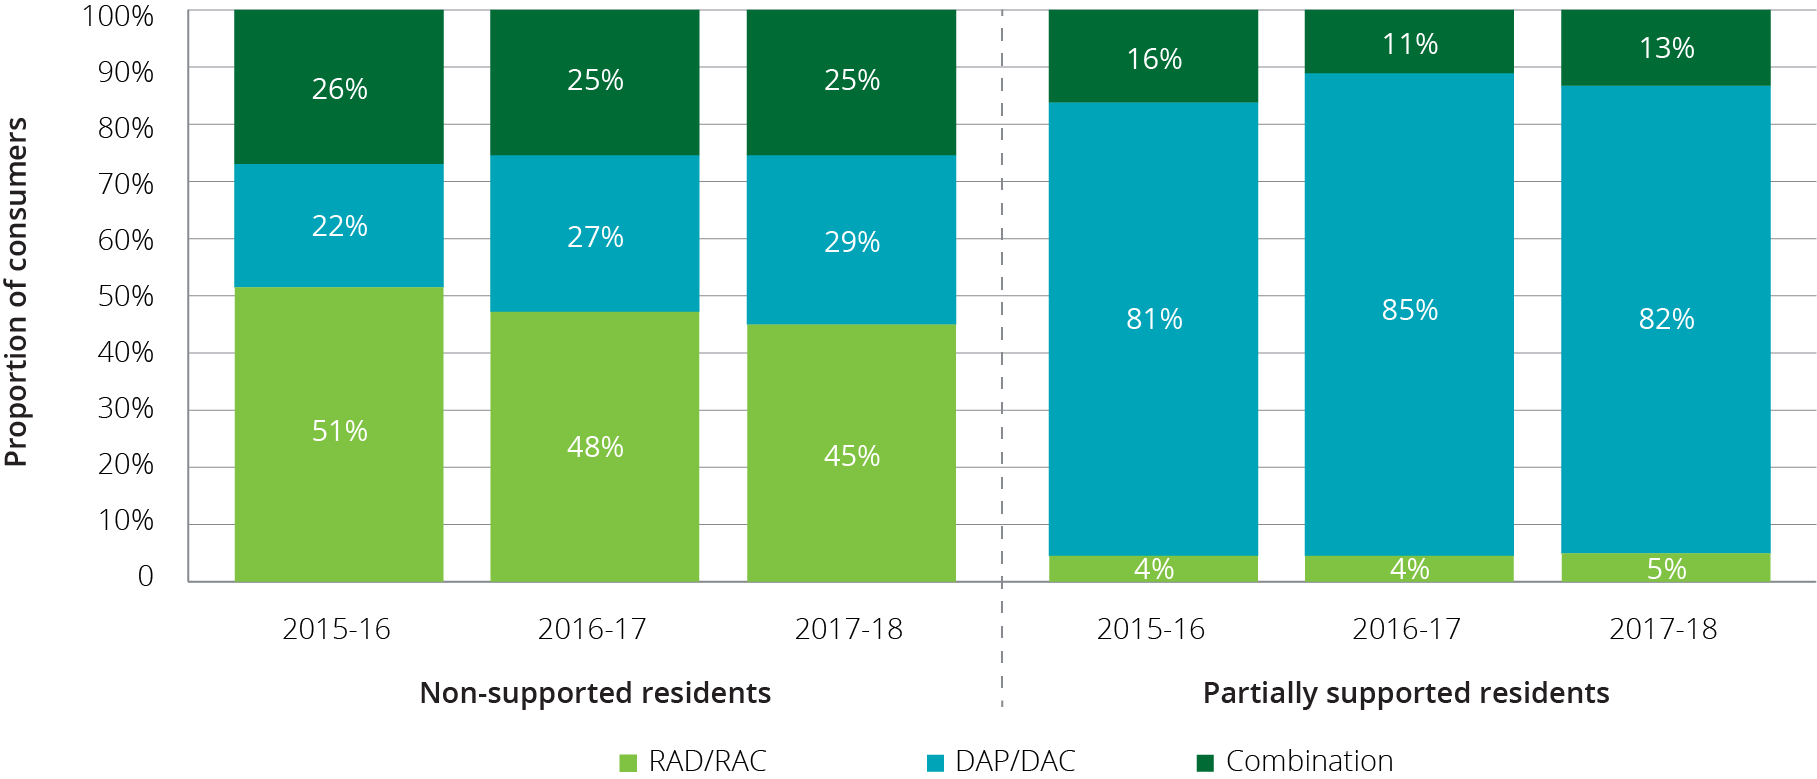 100%
90%
80%
70%
60%
50%
40%
30%
20%
10%
0
Proportion of consumers
26% 25% 25% 16% 11% 13%
22% 27% 29% 81% 85% 82%
51% 48% 45% 4% 4% 5%
2015-16 2016-17 2017-18 2015-16 2016-17 2017-18
Non-supported residents Partially supported residents
RAD/RAC DAP/DAC Combination